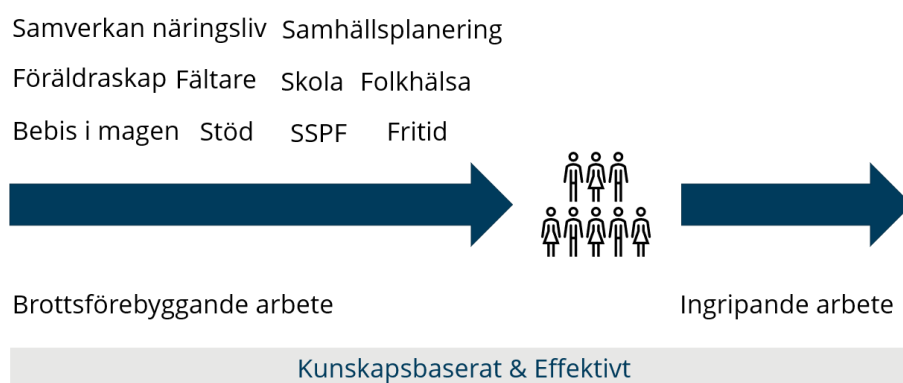 Samverkan näringsliv Samhällsplanering
Föräldraskap Fältare Skola Folkhälsa
Bebis i magen Stöd SSPF Fritid
Brottsförebyggande arbete Ingripande arbete
Kunskapsbaserat & Effektivt